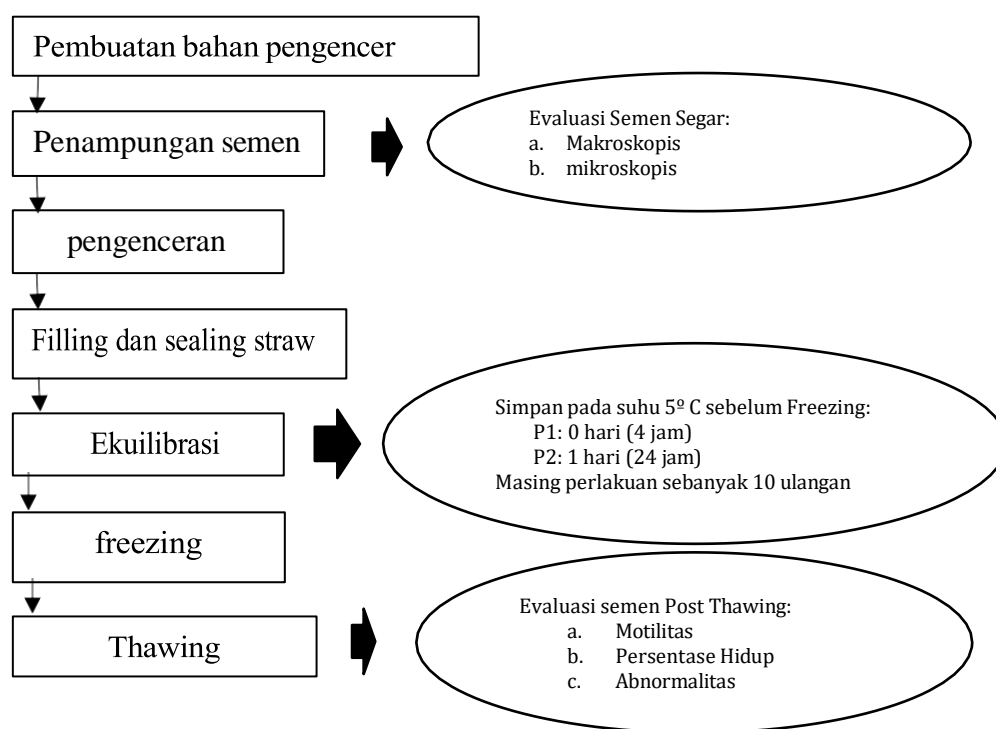 Pembuatan bahan pengencer
Penampungan semen
Evaluasi Semen Segar:
a. Makroskopis
b. mikroskopis
pengenceran
Filling dan sealing straw
Ekuilibrasi
Simpan pada suhu 5º C sebelum Freezing:
P1: 0 hari (4 jam)
P2: 1 hari (24 jam)
Masing perlakuan sebanyak 10 ulangan
freezing
Thawing
Evaluasi semen Post Thawing:
a. Motilitas
b. Persentase Hidup
c. Abnormalitas